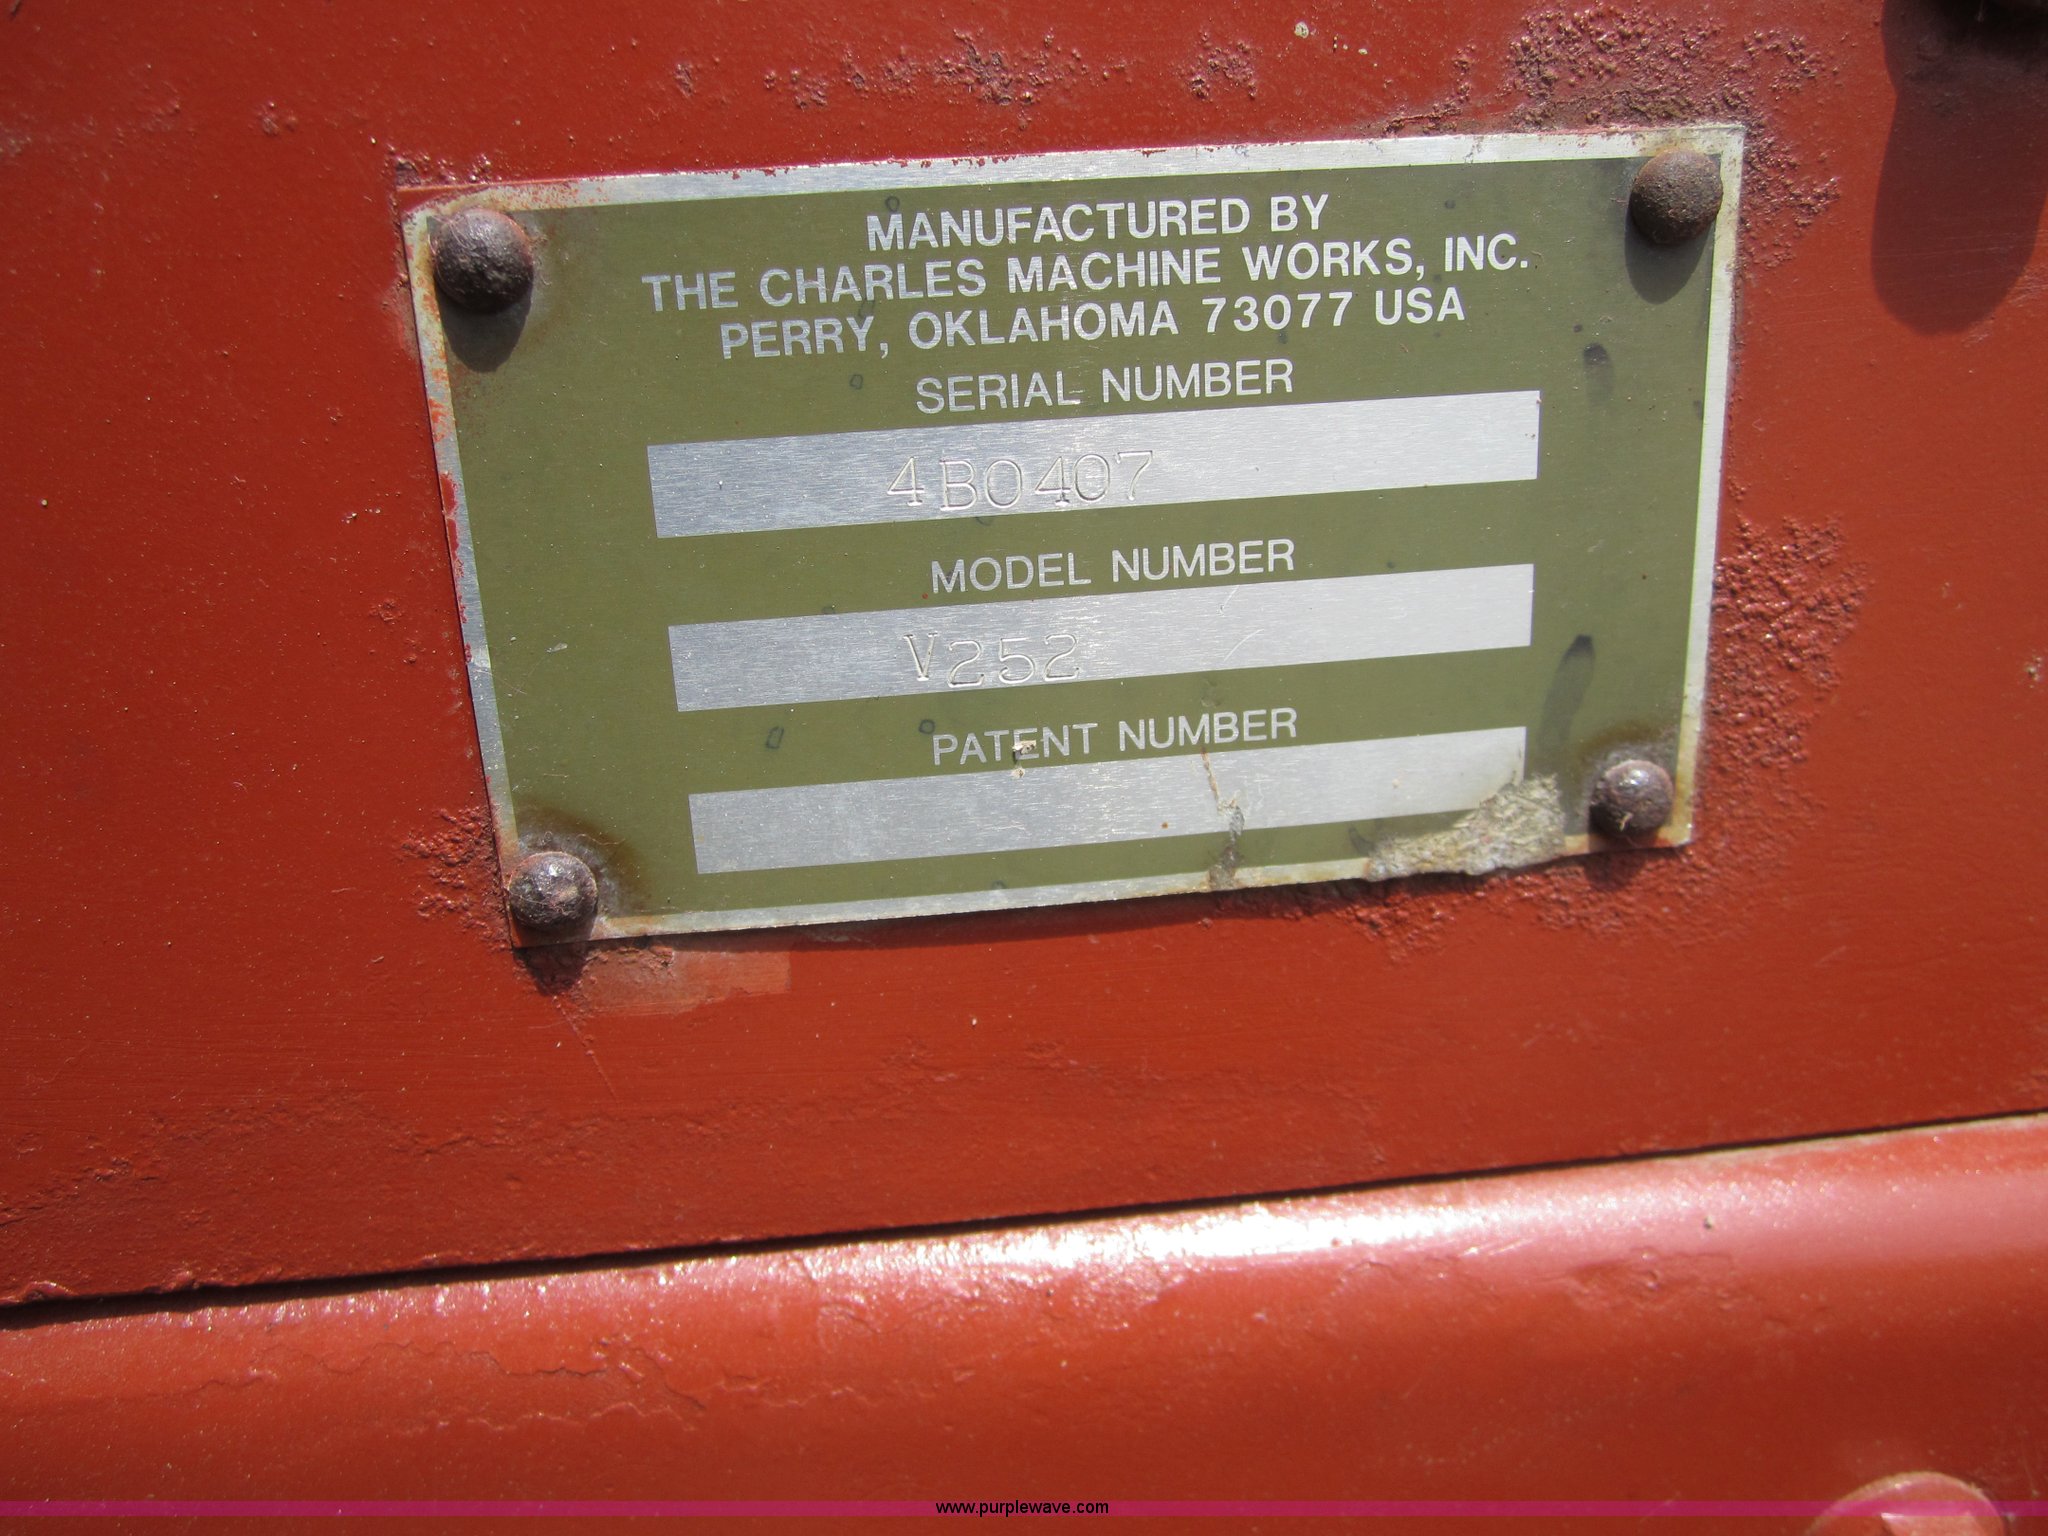 MANUFACTURED BY
THE CHARLES MACHINE WORKS, INC.
PERRY, OKLAHOMA 73077 USA
SERIAL NUMBER
4B0407
MODEL NUMBER
V252
PATENT NUMBER
www.purplewave.com